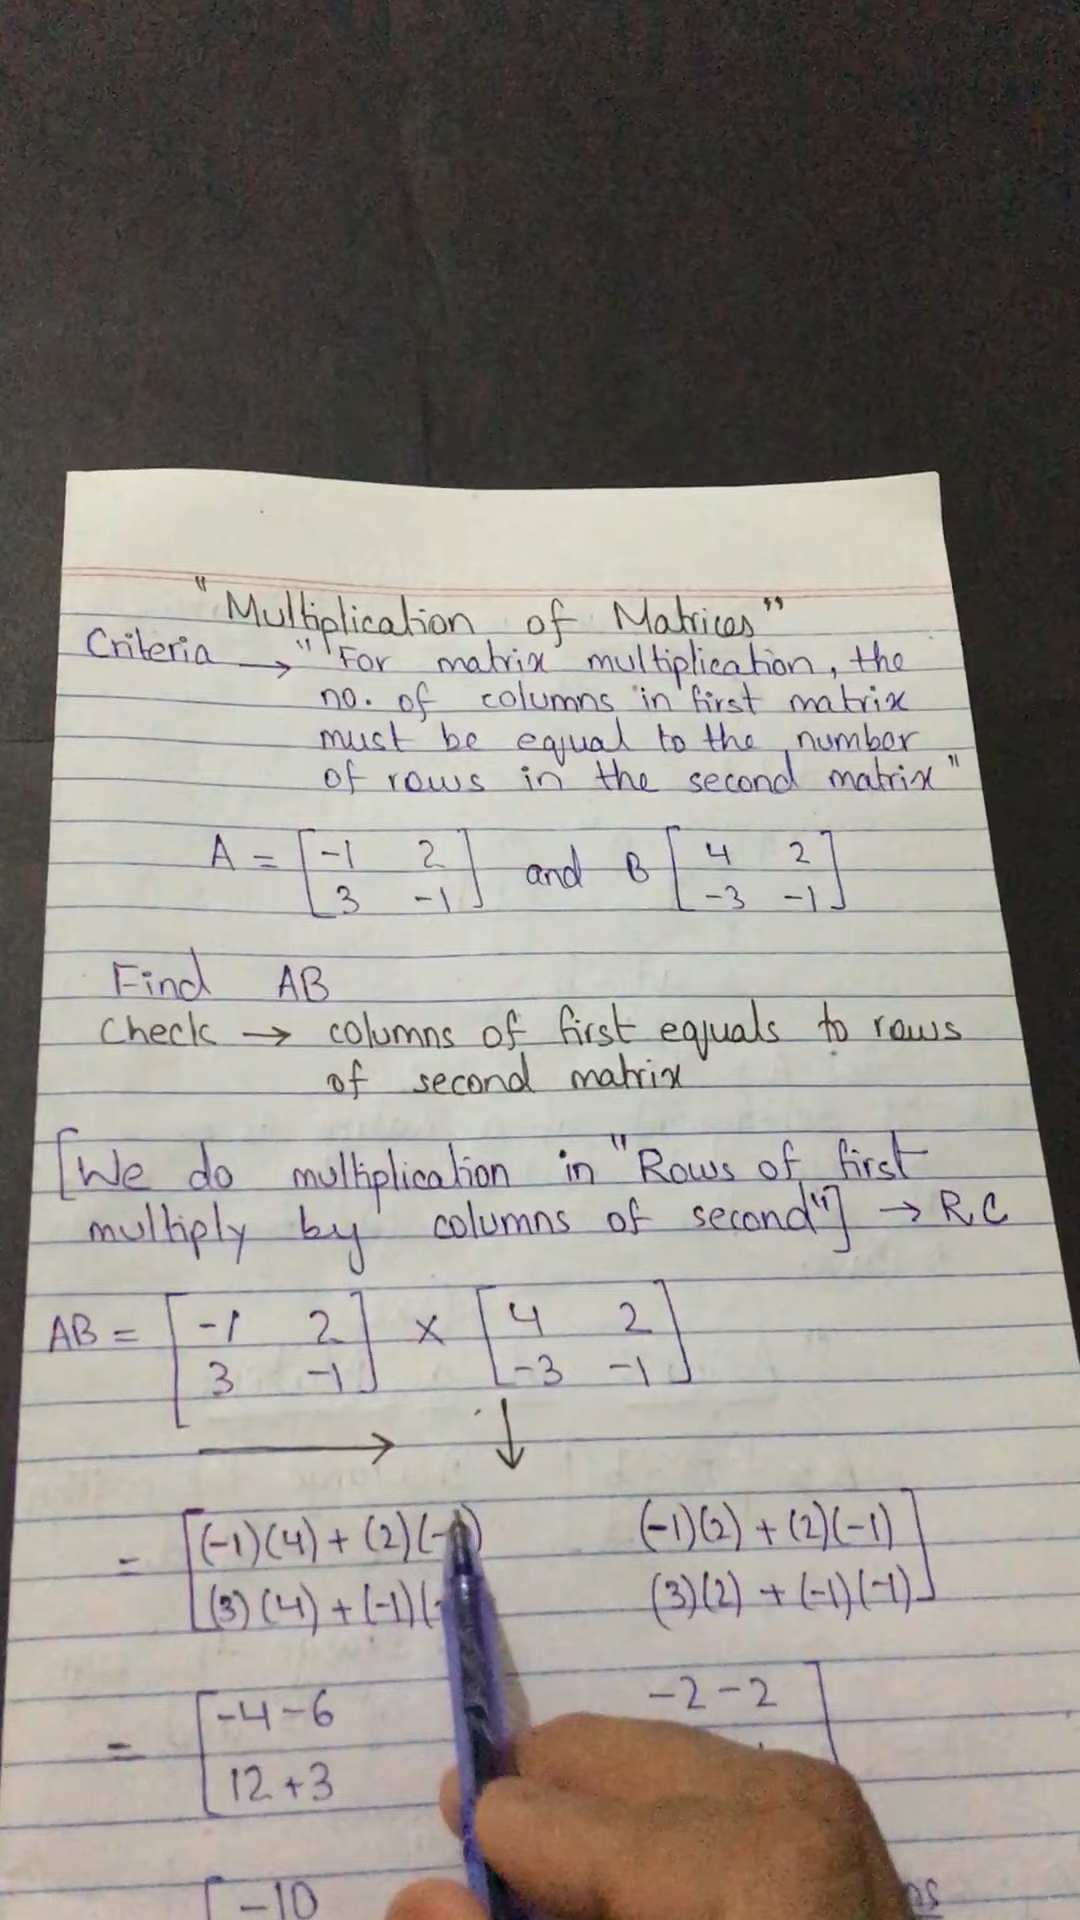 "Multiplication of Matrices"
Criteria → "For matrix multiplication, the
no. of columns in first matrix
must be equal to the number
of rows in the second matrix"
A = [-1 2 and B [4 2
3 -1] -3 -1]
Find AB
Check → columns of first equals to rows
of second matrix
[We do multiplication in "Rows of first
multiply by columns of second"] → RC
AB = [-1 2 × [4 2
3 -1] -3 -1]
→ ↓
= [(-1)(4) + (2)(- ) (-1)(2) + (2)(-1)
(3)(4) + (-1)(- (3)(2) + (-1)(-1)]
= [-4-6 -2-2
12+3 ]
[-10